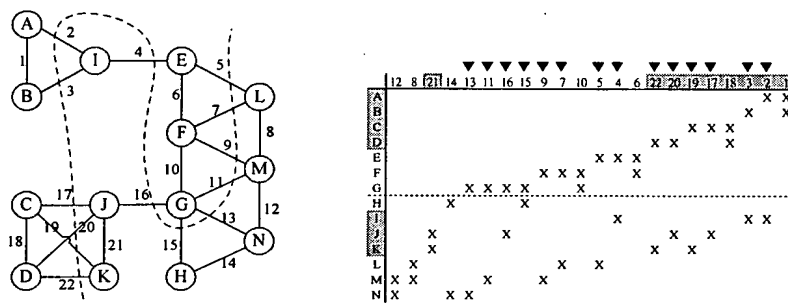 A
2
I
4
E
5
1
3
B
6
7
L
F
8
9
M
10
11
C
17
J
16
G
13
12
19
20
N
18
21
15
14
D
22
K
H
12 8 21 14 13 11 16 15 9 7 10 5 4 6 22 20 19 17 18 3 2 1
A X X
B X X
C X X X
D X X X
E X X X
F X X X X
G X X X X X
H X X
I X X X
J X X X X
K X X X
L X X X
M X X X X
N X X X